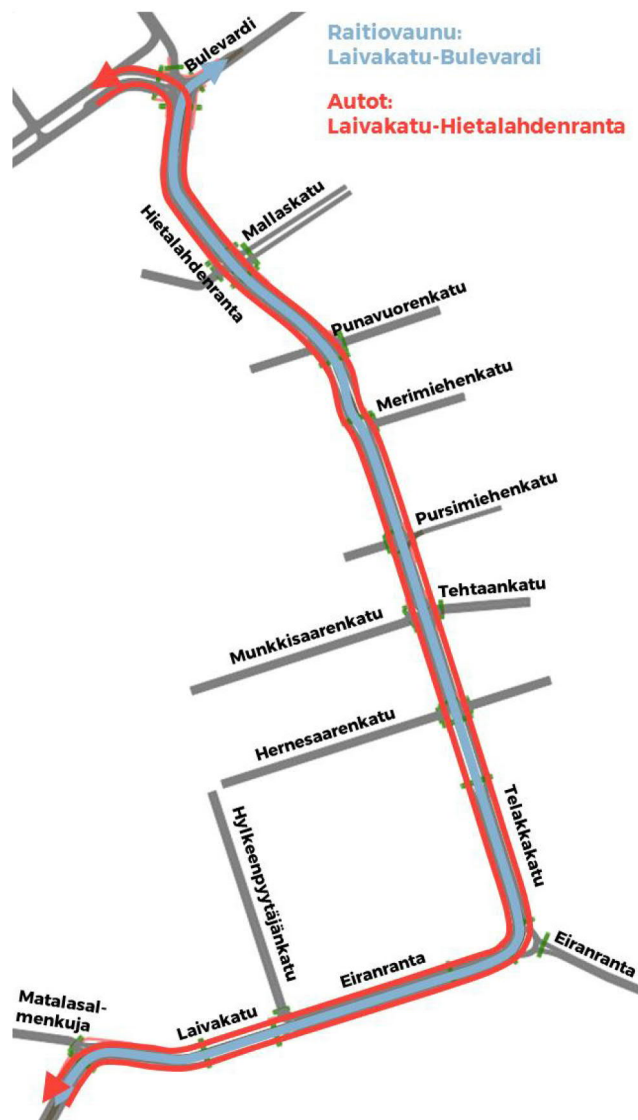 Bulevardi
Raitiovaunu:
Laivakatu-Bulevardi
Autot:
Laivakatu-Hietalahdenranta
Mallaskatu
Hietalahdenranta
Punavuorenkatu
Merimiehenkatu
Pursimiehenkatu
Tehtaankatu
Munkkisaarenkatu
Hernesaarenkatu
Telakkakatu
Hylkeenpyytäjänkatu
Eiranranta
Eiranranta
Laivakatu
Matalasal-
menkuja